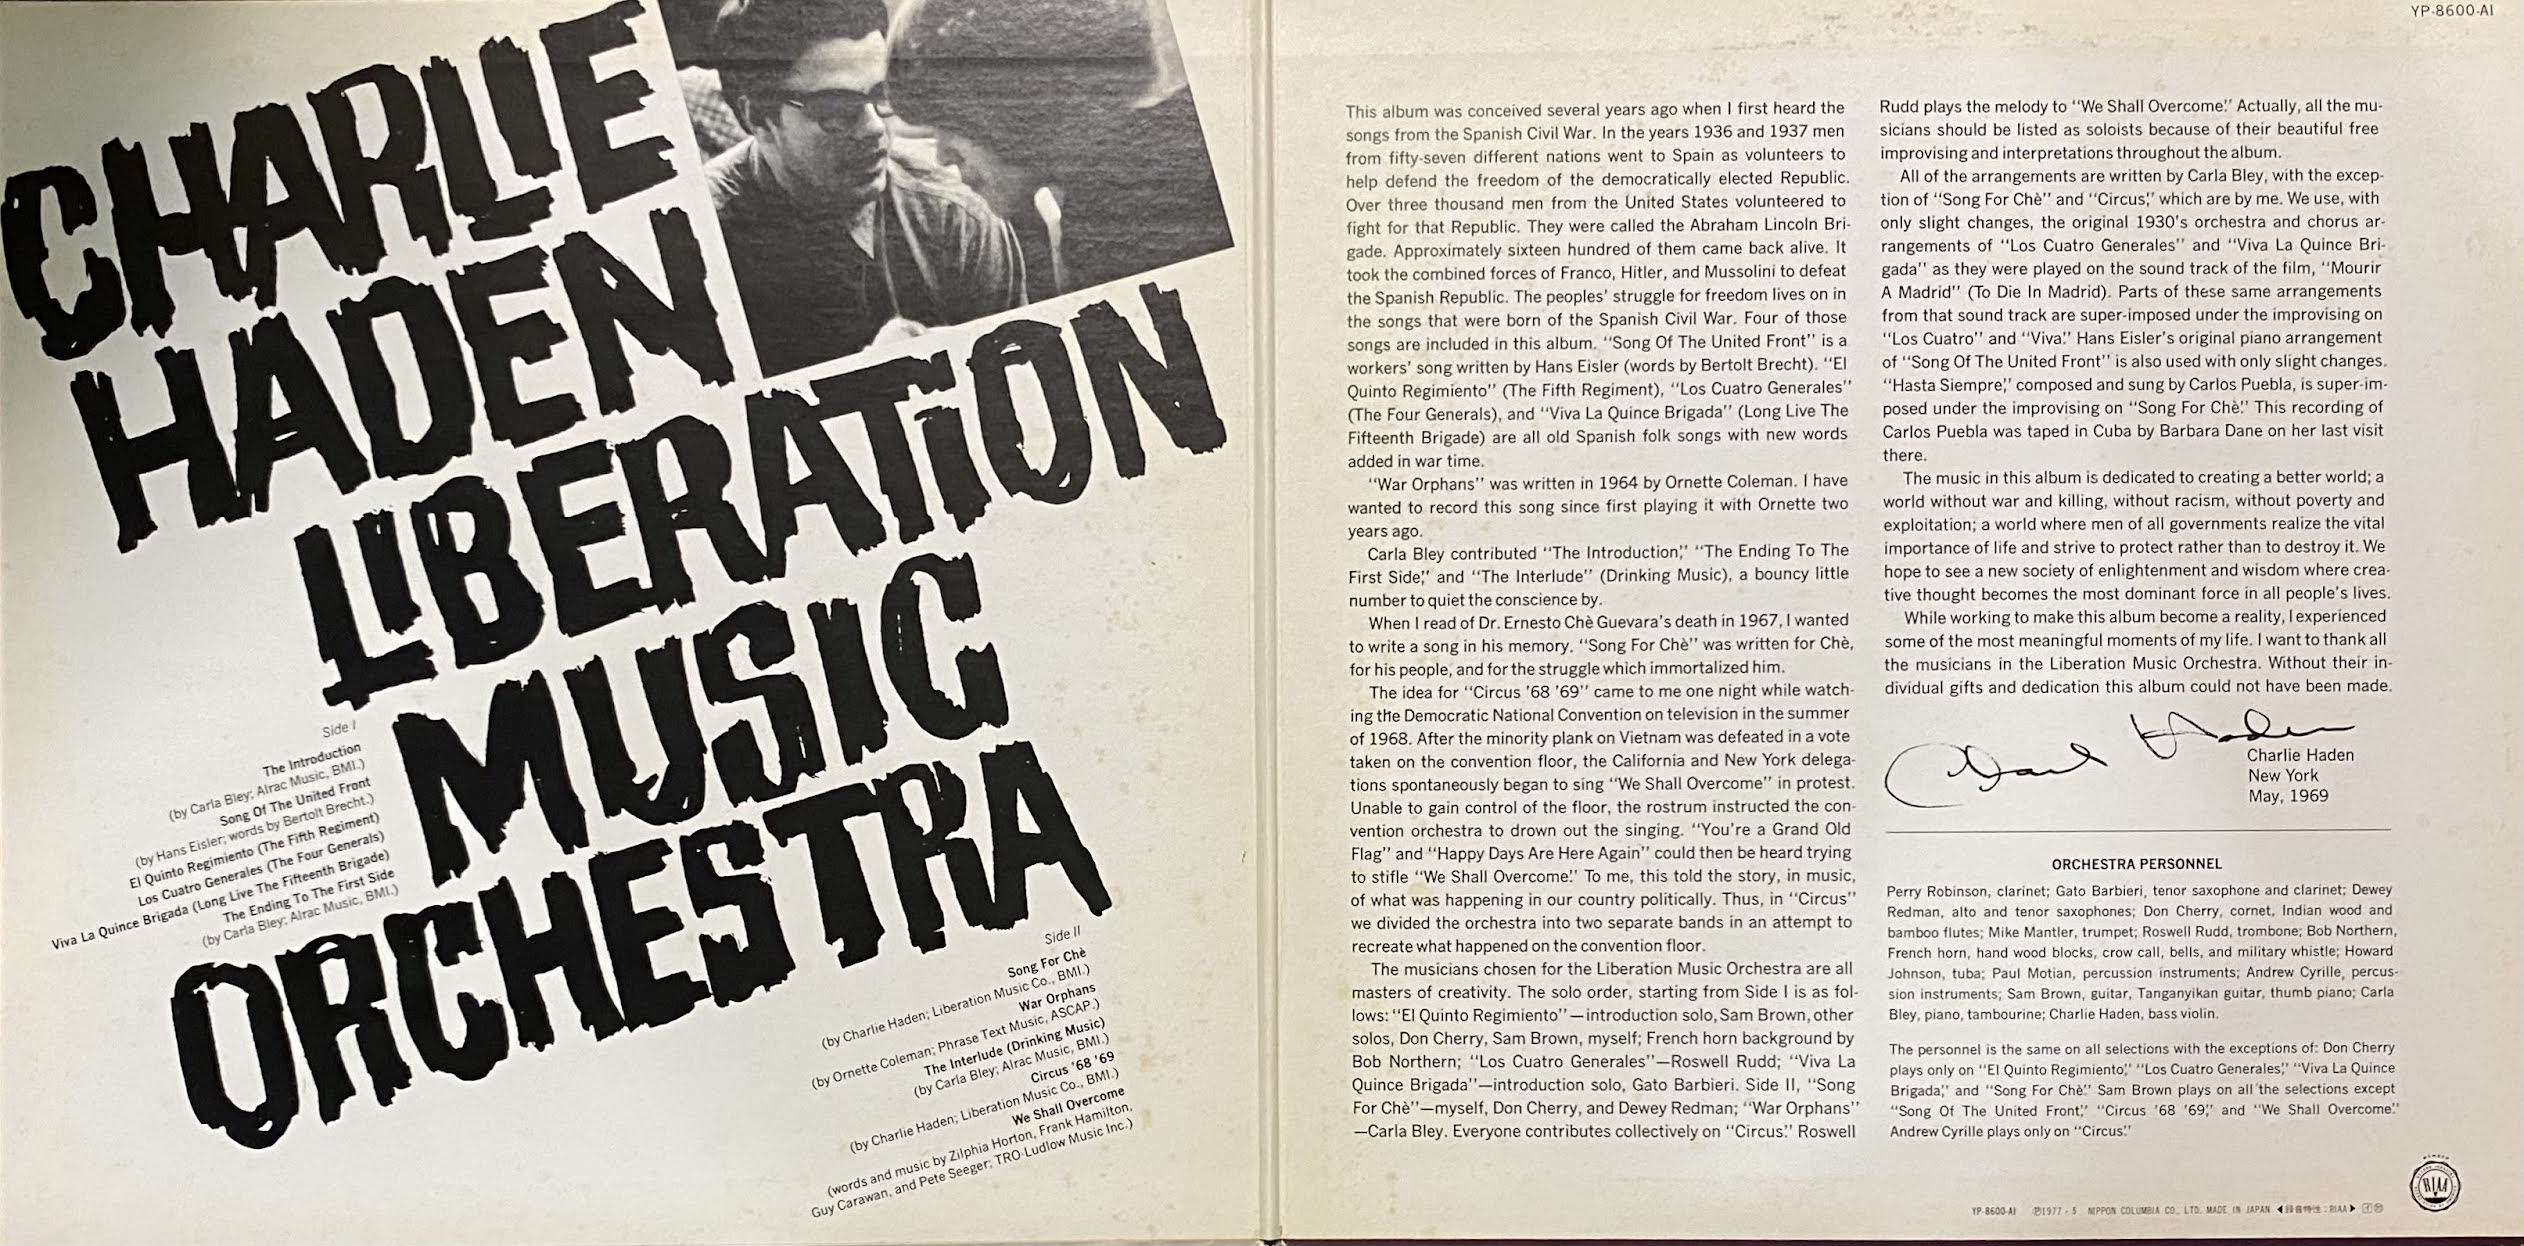 CHARLIE
HADEN
LIBERATION
MUSIC
ORCHESTRA
Side I
The Introduction
(by Carla Bley; Alrac Music, BMI.)
Song Of The United Front
(by Hans Eisler; words by Bertolt Brecht.)
El Quinto Regimiento (The Fifth Regiment)
Los Cuatro Generales (The Four Generals)
Viva La Quince Brigada (Long Live The Fifteenth Brigade)
The Ending To The First Side
(by Carla Bley; Alrac Music, BMI.)
Side II
Song For Chè
(by Charlie Haden; Liberation Music Co., BMI.)
War Orphans
(by Ornette Coleman; Phrase Text Music, ASCAP.)
The Interlude (Drinking Music)
(by Carla Bley; Alrac Music, BMI.)
Circus '68 '69
(by Charlie Haden; Liberation Music Co., BMI.)
We Shall Overcome
(words and music by Zilphia Horton, Frank Hamilton,
Guy Carawan, and Pete Seeger; TRO-Ludlow Music Inc.)
YP-8600-AI
This album was conceived several years ago when I first heard the
songs from the Spanish Civil War. In the years 1936 and 1937 men
from fifty-seven different nations went to Spain as volunteers to
help defend the freedom of the democratically elected Republic.
Over three thousand men from the United States volunteered to
fight for that Republic. They were called the Abraham Lincoln Bri-
gade. Approximately sixteen hundred of them came back alive. It
took the combined forces of Franco, Hitler, and Mussolini to defeat
the Spanish Republic. The peoples' struggle for freedom lives on in
the songs that were born of the Spanish Civil War. Four of those
songs are included in this album. "Song Of The United Front" is a
workers' song written by Hans Eisler (words by Bertolt Brecht). "El
Quinto Regimiento" (The Fifth Regiment), "Los Cuatro Generales"
(The Four Generals), and "Viva La Quince Brigada" (Long Live The
Fifteenth Brigade) are all old Spanish folk songs with new words
added in war time.
"War Orphans" was written in 1964 by Ornette Coleman. I have
wanted to record this song since first playing it with Ornette two
years ago.
Carla Bley contributed "The Introduction," "The Ending To The
First Side," and "The Interlude" (Drinking Music), a bouncy little
number to quiet the conscience by.
When I read of Dr. Ernesto Chè Guevara's death in 1967, I wanted
to write a song in his memory. "Song For Chè" was written for Chè,
for his people, and for the struggle which immortalized him.
The idea for "Circus '68 '69" came to me one night while watch-
ing the Democratic National Convention on television in the summer
of 1968. After the minority plank on Vietnam was defeated in a vote
taken on the convention floor, the California and New York delega-
tions spontaneously began to sing "We Shall Overcome" in protest.
Unable to gain control of the floor, the rostrum instructed the con-
vention orchestra to drown out the singing. "You're a Grand Old
Flag" and "Happy Days Are Here Again" could then be heard trying
to stifle "We Shall Overcome." To me, this told the story, in music,
of what was happening in our country politically. Thus, in "Circus"
we divided the orchestra into two separate bands in an attempt to
recreate what happened on the convention floor.
The musicians chosen for the Liberation Music Orchestra are all
masters of creativity. The solo order, starting from Side I is as fol-
lows: "El Quinto Regimiento"—introduction solo, Sam Brown, other
solos, Don Cherry, Sam Brown, myself; French horn background by
Bob Northern; "Los Cuatro Generales"—Roswell Rudd; "Viva La
Quince Brigada"—introduction solo, Gato Barbieri. Side II, "Song
For Chè"—myself, Don Cherry, and Dewey Redman; "War Orphans"
—Carla Bley. Everyone contributes collectively on "Circus." Roswell
Rudd plays the melody to "We Shall Overcome." Actually, all the mu-
sicians should be listed as soloists because of their beautiful free
improvising and interpretations throughout the album.
All of the arrangements are written by Carla Bley, with the excep-
tion of "Song For Chè" and "Circus," which are by me. We use, with
only slight changes, the original 1930's orchestra and chorus ar-
rangements of "Los Cuatro Generales" and "Viva La Quince Bri-
gada" as they were played on the sound track of the film, "Mourir
A Madrid" (To Die In Madrid). Parts of these same arrangements
from that sound track are super-imposed under the improvising on
"Los Cuatro" and "Viva." Hans Eisler's original piano arrangement
of "Song Of The United Front" is also used with only slight changes.
"Hasta Siempre," composed and sung by Carlos Puebla, is super-im-
posed under the improvising on "Song For Chè." This recording of
Carlos Puebla was taped in Cuba by Barbara Dane on her last visit
there.
The music in this album is dedicated to creating a better world; a
world without war and killing, without racism, without poverty and
exploitation; a world where men of all governments realize the vital
importance of life and strive to protect rather than to destroy it. We
hope to see a new society of enlightenment and wisdom where crea-
tive thought becomes the most dominant force in all people's lives.
While working to make this album become a reality, I experienced
some of the most meaningful moments of my life. I want to thank all
the musicians in the Liberation Music Orchestra. Without their in-
dividual gifts and dedication this album could not have been made.
Charlie Haden
Charlie Haden
New York
May, 1969
ORCHESTRA PERSONNEL
Perry Robinson, clarinet; Gato Barbieri, tenor saxophone and clarinet; Dewey
Redman, alto and tenor saxophones; Don Cherry, cornet, Indian wood and
bamboo flutes; Mike Mantler, trumpet; Roswell Rudd, trombone; Bob Northern,
French horn, hand wood blocks, crow call, bells, and military whistle; Howard
Johnson, tuba; Paul Motian, percussion instruments; Andrew Cyrille, percus-
sion instruments; Sam Brown, guitar, Tanganyikan guitar, thumb piano; Carla
Bley, piano, tambourine; Charlie Haden, bass violin.
The personnel is the same on all selections with the exceptions of: Don Cherry
plays only on "El Quinto Regimiento," "Los Cuatro Generales," "Viva La Quince
Brigada," and "Song For Chè." Sam Brown plays on all the selections except
"Song Of The United Front," "Circus '68 '69," and "We Shall Overcome."
Andrew Cyrille plays only on "Circus."
RIAA
YP-8600-AI ℗1977・5 NIPPON COLUMBIA CO., LTD. MADE IN JAPAN ◀録音特性:RIAA▶